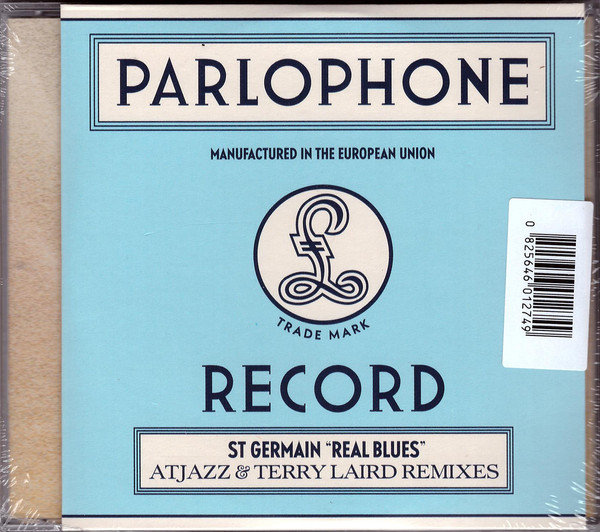 PARLOPHONE
MANUFACTURED IN THE EUROPEAN UNION
£
TRADE MARK
0 825646 012749
RECORD
ST GERMAIN "REAL BLUES"
ATJAZZ & TERRY LAIRD REMIXES